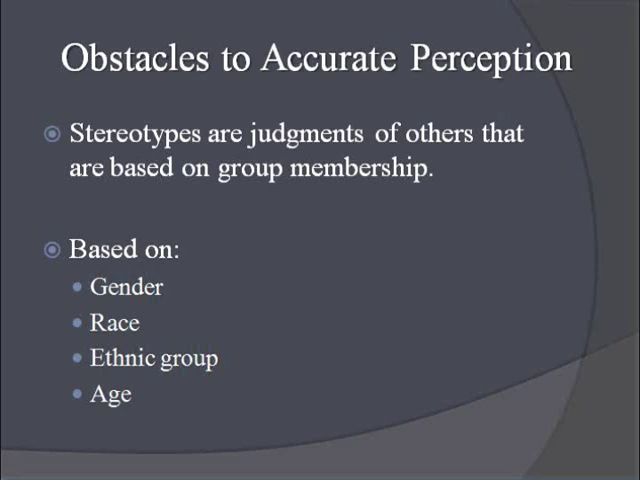 Obstacles to Accurate Perception
Stereotypes are judgments of others that
are based on group membership.
Based on:
Gender
Race
Ethnic group
Age